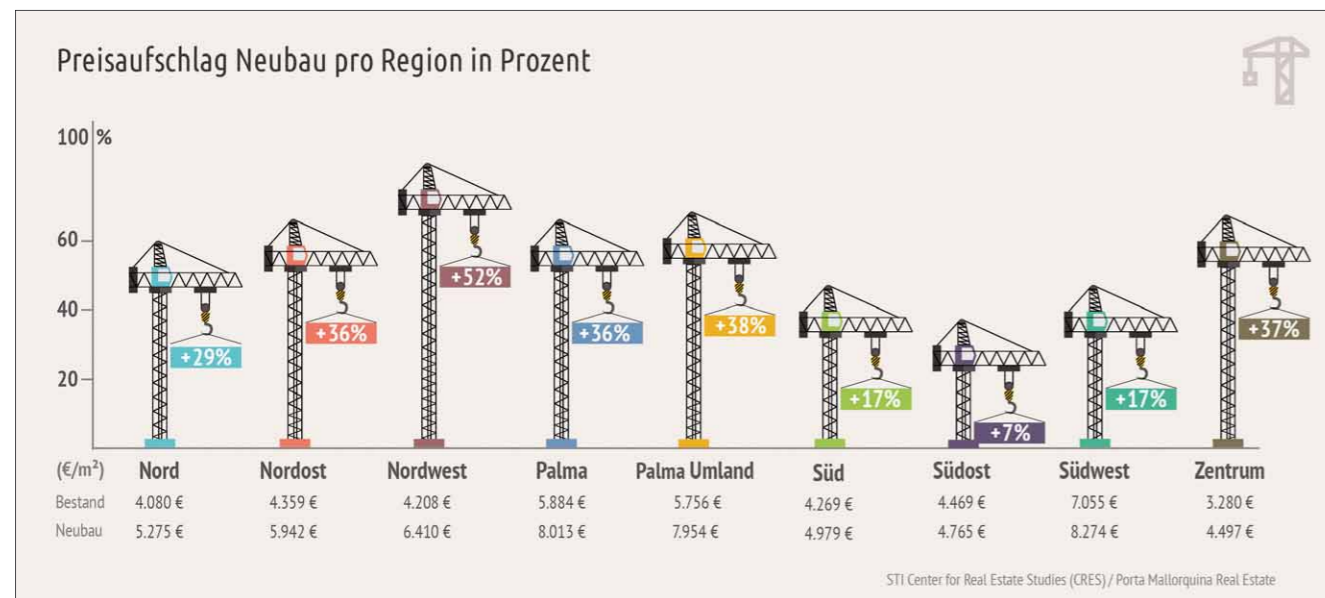 Preisaufschlag Neubau pro Region in Prozent
100 %
60
40
20
+29%
+36%
+52%
+36%
+38%
+17%
+7%
+17%
+37%
(€/m²) Nord Nordost Nordwest Palma Palma Umland Süd Südost Südwest Zentrum
Bestand 4.080 € 4.359 € 4.208 € 5.884 € 5.756 € 4.269 € 4.469 € 7.055 € 3.280 €
Neubau 5.275 € 5.942 € 6.410 € 8.013 € 7.954 € 4.979 € 4.765 € 8.274 € 4.497 €
STI Center for Real Estate Studies (CRES) / Porta Mallorquina Real Estate